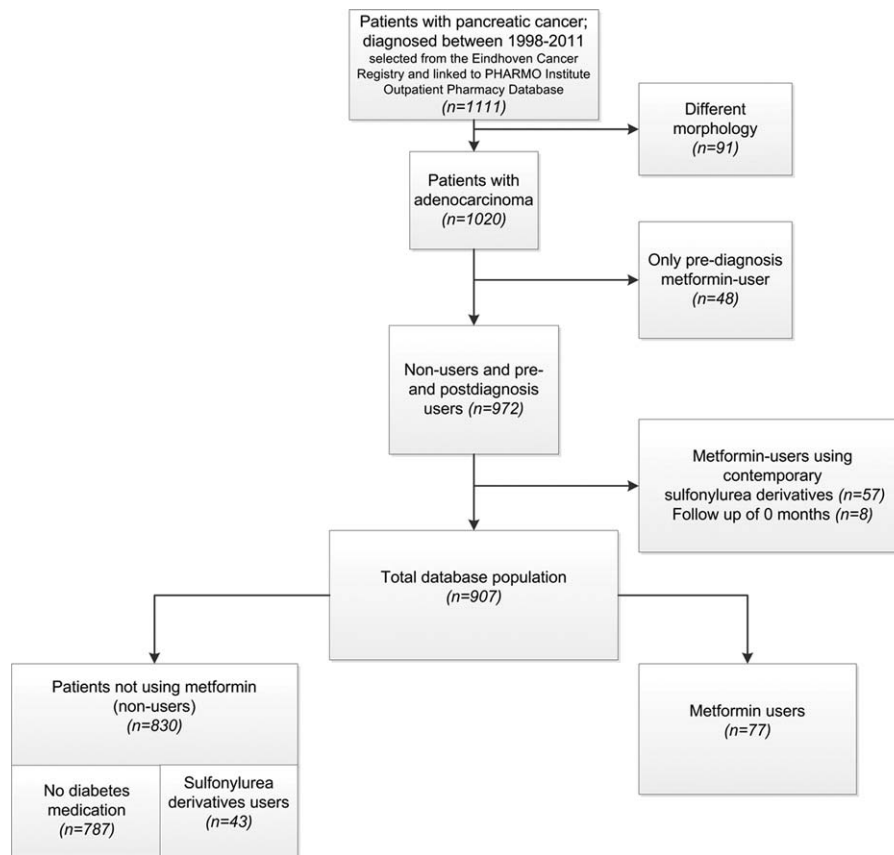 Patients with pancreatic cancer;
diagnosed between 1998-2011
selected from the Eindhoven Cancer
Registry and linked to PHARMO Institute
Outpatient Pharmacy Database
(n=1111)
Different
morphology
(n=91)
Patients with
adenocarcinoma
(n=1020)
Only pre-diagnosis
metformin-user
(n=48)
Non-users and pre-
and postdiagnosis
users (n=972)
Metformin-users using
contemporary
sulfonylurea derivatives (n=57)
Follow up of 0 months (n=8)
Total database population
(n=907)
Patients not using metformin
(non-users)
(n=830)
Metformin users
(n=77)
No diabetes
medication
(n=787)
Sulfonylurea
derivatives users
(n=43)